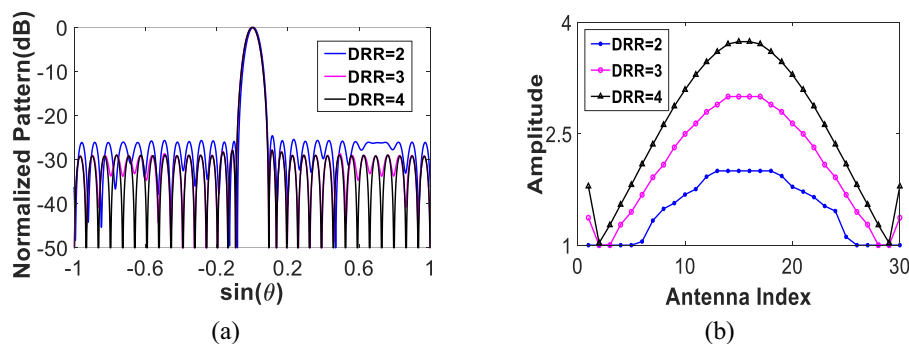 0
-10
-20
-30
-40
-50
Normalized Pattern(dB)
DRR=2
DRR=3
DRR=4
-1 -0.6 -0.2 0.2 0.6 1
sin(θ)
(a)
4
2.5
1
Amplitude
DRR=2
DRR=3
DRR=4
0 10 20 30
Antenna Index
(b)